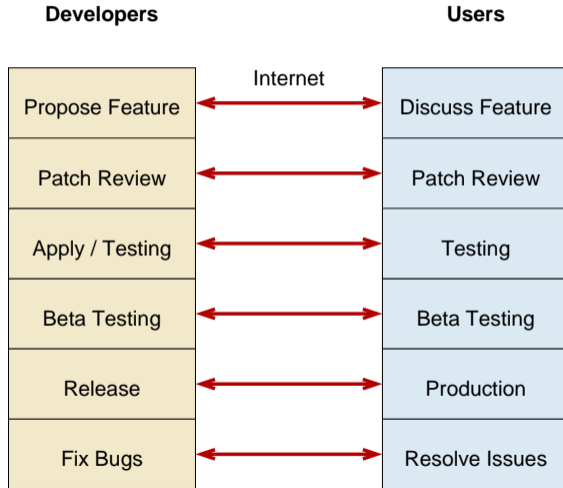 Developers
Users
Internet
Propose Feature
Discuss Feature
Patch Review
Patch Review
Apply / Testing
Testing
Beta Testing
Beta Testing
Release
Production
Fix Bugs
Resolve Issues